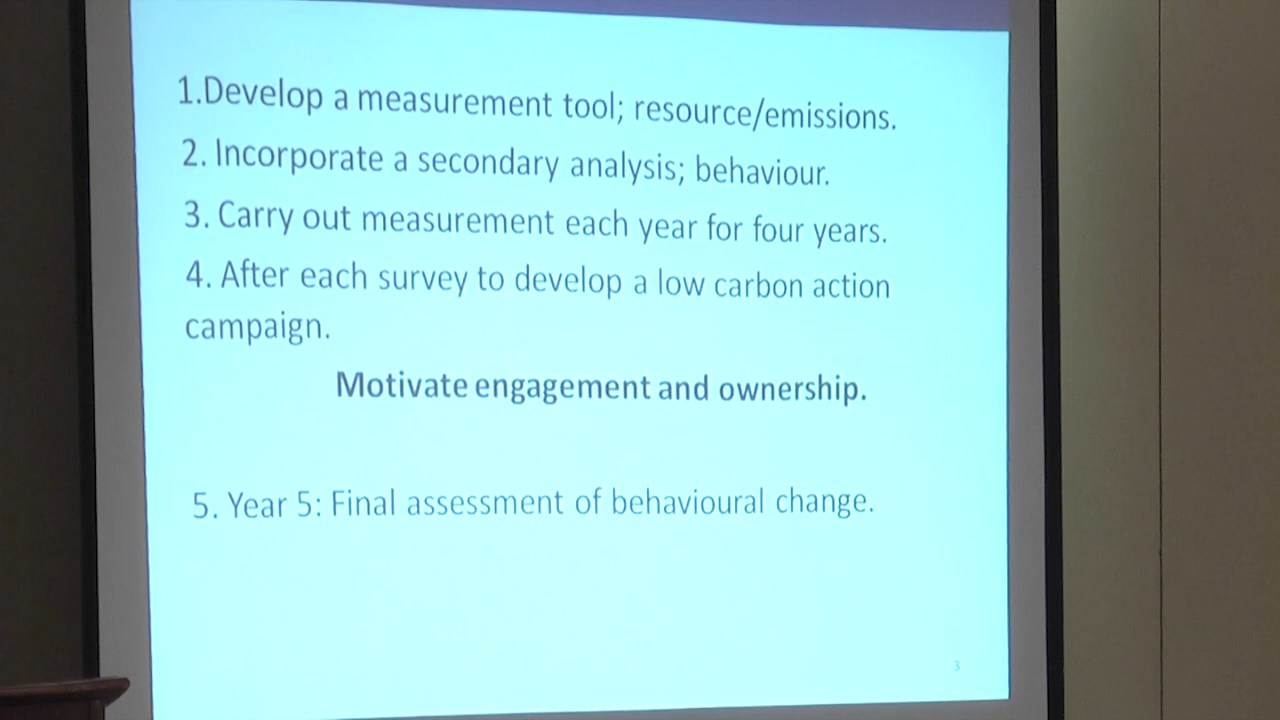 1.Develop a measurement tool; resource/emissions.
2. Incorporate a secondary analysis; behaviour.
3. Carry out measurement each year for four years.
4. After each survey to develop a low carbon action
campaign.
Motivate engagement and ownership.
5. Year 5: Final assessment of behavioural change.
3